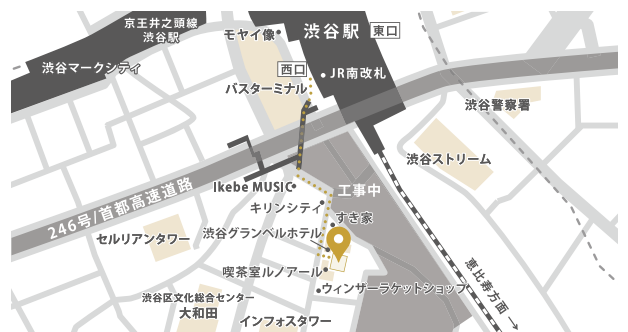 京王井之頭線
渋谷駅
モヤイ像
渋谷駅
東口
渋谷マークシティ
西口
JR南改札
バスターミナル
渋谷警察署
渋谷ストリーム
Ikebe MUSIC
工事中
246号/首都高速道路
キリンシティ
すき家
セルリアンタワー
渋谷グランベルホテル
喫茶室ルノアール
恵比寿方面→
ウィンザーラケットショップ
渋谷区文化総合センター
大和田
インフォスタワー